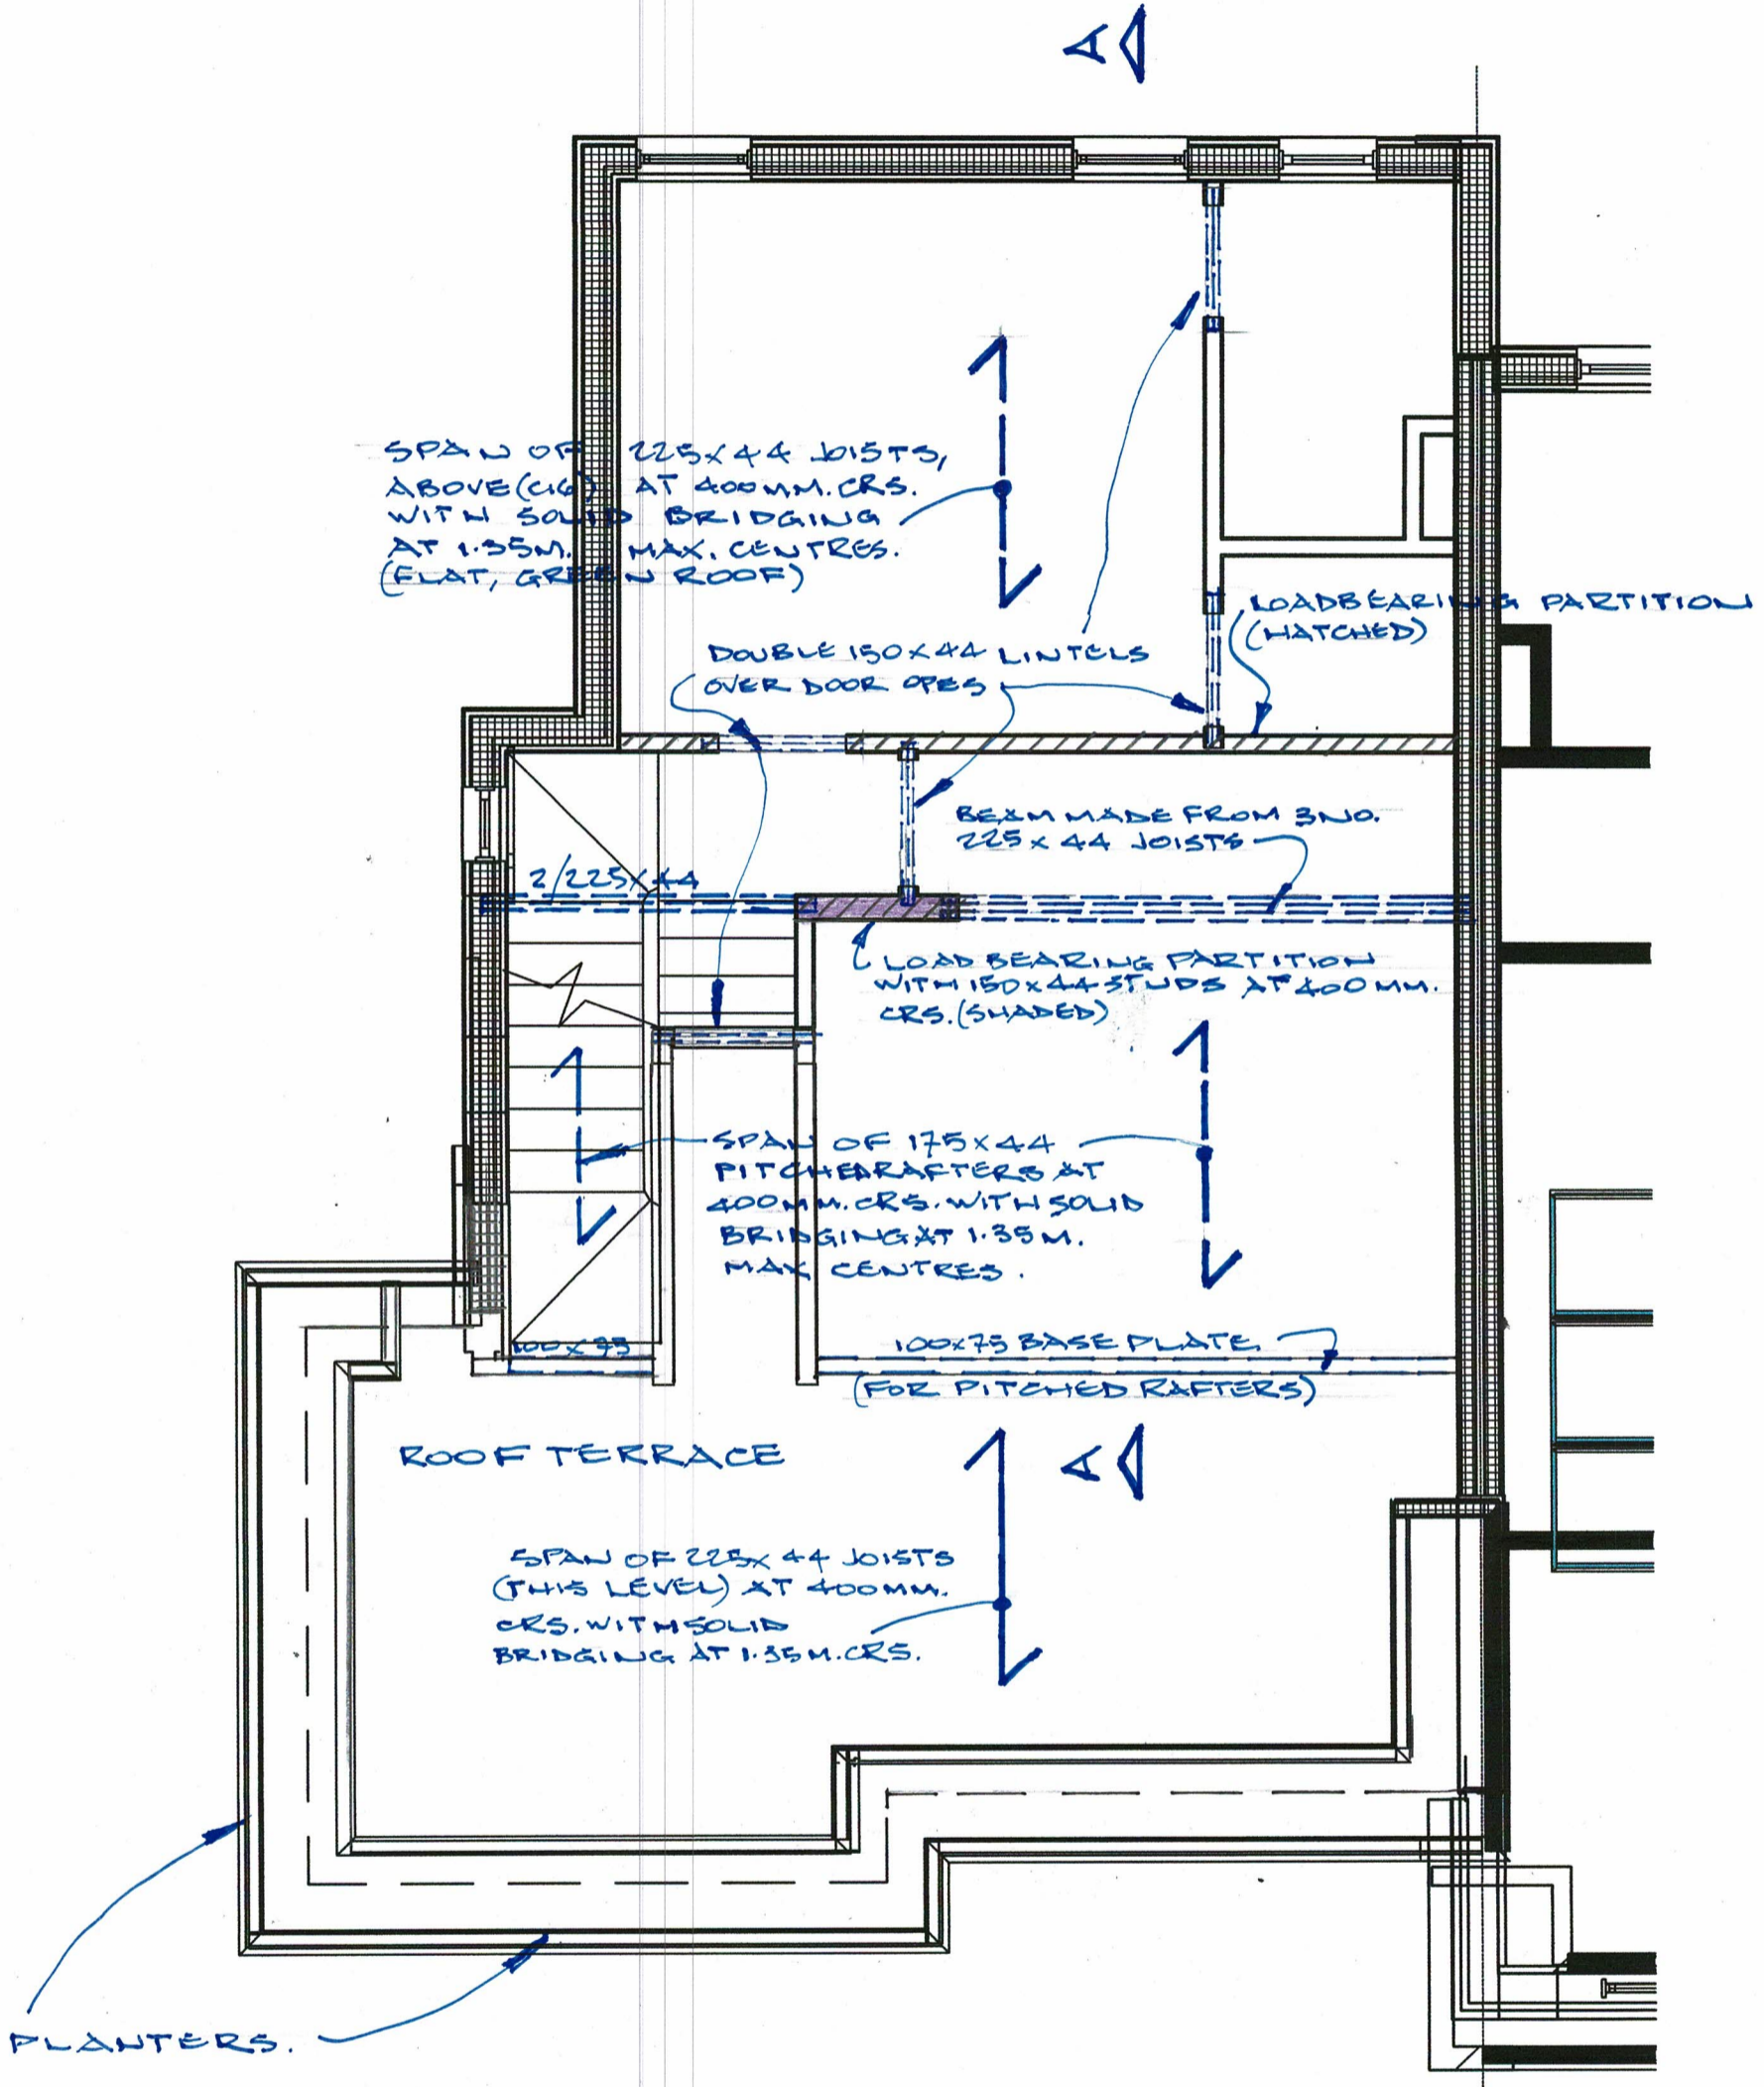 A
SPAN OF 225X44 JOISTS,
ABOVE (C16) AT 400MM. CRS.
WITH SOLID BRIDGING
AT 1.35M. MAX. CENTRES.
(FLAT, GREEN ROOF)
LOADBEARING PARTITION
(HATCHED)
DOUBLE 150X44 LINTELS
OVER DOOR OPES
BEAM MADE FROM 3NO.
225 X 44 JOISTS
2/225X44
LOAD BEARING PARTITION
WITH 150X44 STUDS AT 400MM.
CRS. (SHADED)
SPAN OF 175X44
PITCHED RAFTERS AT
400MM. CRS. WITH SOLID
BRIDGING AT 1.35M.
MAX CENTRES.
100X75
100X75 BASE PLATE.
(FOR PITCHED RAFTERS)
ROOF TERRACE
A
SPAN OF 225X44 JOISTS
(THIS LEVEL) AT 400MM.
CRS. WITH SOLID
BRIDGING AT 1.35M. CRS.
PLANTERS.